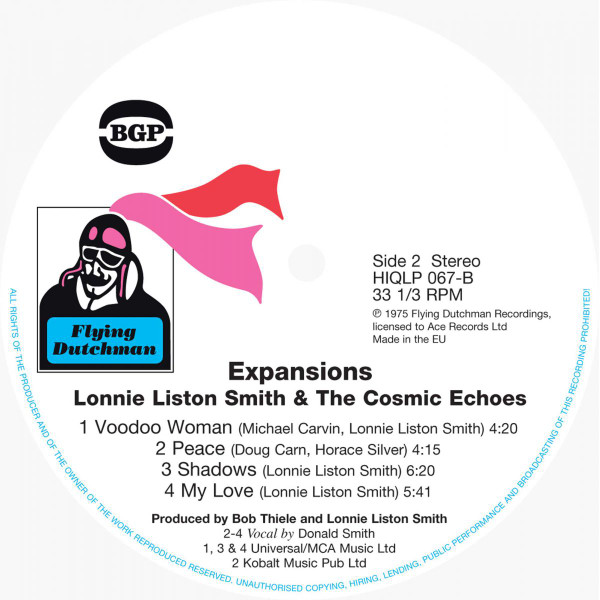 BGP
Flying
Dutchman
Side 2 Stereo
HIQLP 067-B
33 1/3 RPM
℗ 1975 Flying Dutchman Recordings,
licensed to Ace Records Ltd
Made in the EU
Expansions
Lonnie Liston Smith & The Cosmic Echoes
1 Voodoo Woman (Michael Carvin, Lonnie Liston Smith) 4:20
2 Peace (Doug Carn, Horace Silver) 4:15
3 Shadows (Lonnie Liston Smith) 6:20
4 My Love (Lonnie Liston Smith) 5:41
Produced by Bob Thiele and Lonnie Liston Smith
2-4 Vocal by Donald Smith
1, 3 & 4 Universal/MCA Music Ltd
2 Kobalt Music Pub Ltd
ALL RIGHTS OF THE PRODUCER AND OF THE OWNER OF THE WORK REPRODUCED RESERVED. UNAUTHORISED COPYING, HIRING, LENDING, PUBLIC PERFORMANCE AND BROADCASTING OF THIS RECORDING PROHIBITED!